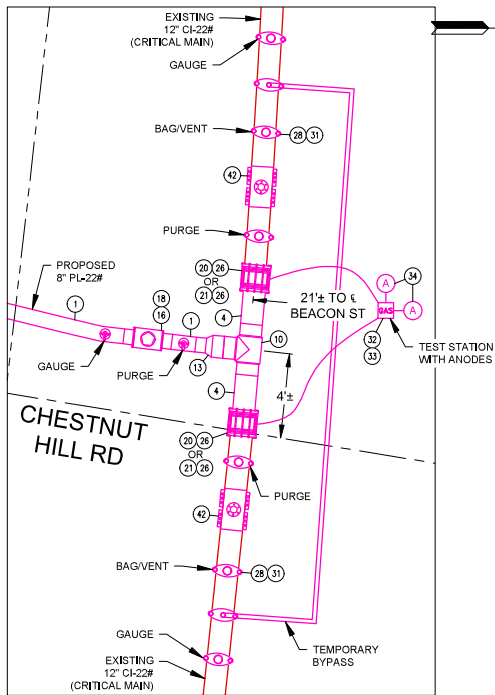 EXISTING
12" CI-22#
(CRITICAL MAIN)
GAUGE
BAG/VENT
28 31
42
PURGE
PROPOSED
8" PL-22#
20 26
OR
21 26
21'± TO ℄
BEACON ST
34
A
A
GAS
1
18
16
1
4
10
32
33
TEST STATION
WITH ANODES
GAUGE
PURGE
13
4
4'±
CHESTNUT
HILL RD
20 26
OR
21 26
PURGE
42
BAG/VENT
28 31
GAUGE
TEMPORARY
BYPASS
EXISTING
12" CI-22#
(CRITICAL MAIN)